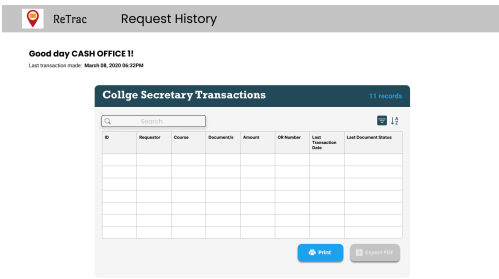 ReTrac Request History
Good day CASH OFFICE 1!
Last transaction made: March 08, 2020 06:32PM
Collge Secretary Transactions 11 records
Search
ID Requestor Course Document/s Amount OR Number Last Transaction Date Last Document Status
Print Export File